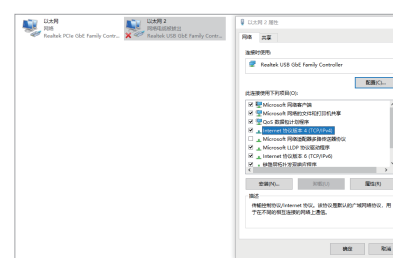 以太网
网络
Realtek PCIe GbE Family Contr...
以太网 2
网络电缆被拔出
Realtek USB GbE Family Contr...
以太网 2 属性
网络 共享
连接时使用:
Realtek USB GbE Family Controller
配置(C)...
此连接使用下列项目(O):
Microsoft 网络客户端
Microsoft 网络的文件和打印机共享
QoS 数据包计划程序
Internet 协议版本 4 (TCP/IPv4)
Microsoft 网络适配器多路传送器协议
Microsoft LLDP 协议驱动程序
Internet 协议版本 6 (TCP/IPv6)
链路层拓扑发现响应程序
安装(N)... 卸载(U) 属性(R)
描述
传输控制协议/Internet 协议。该协议是默认的广域网络协议，用
于在不同的相互连接的网络上通信。
确定 取消